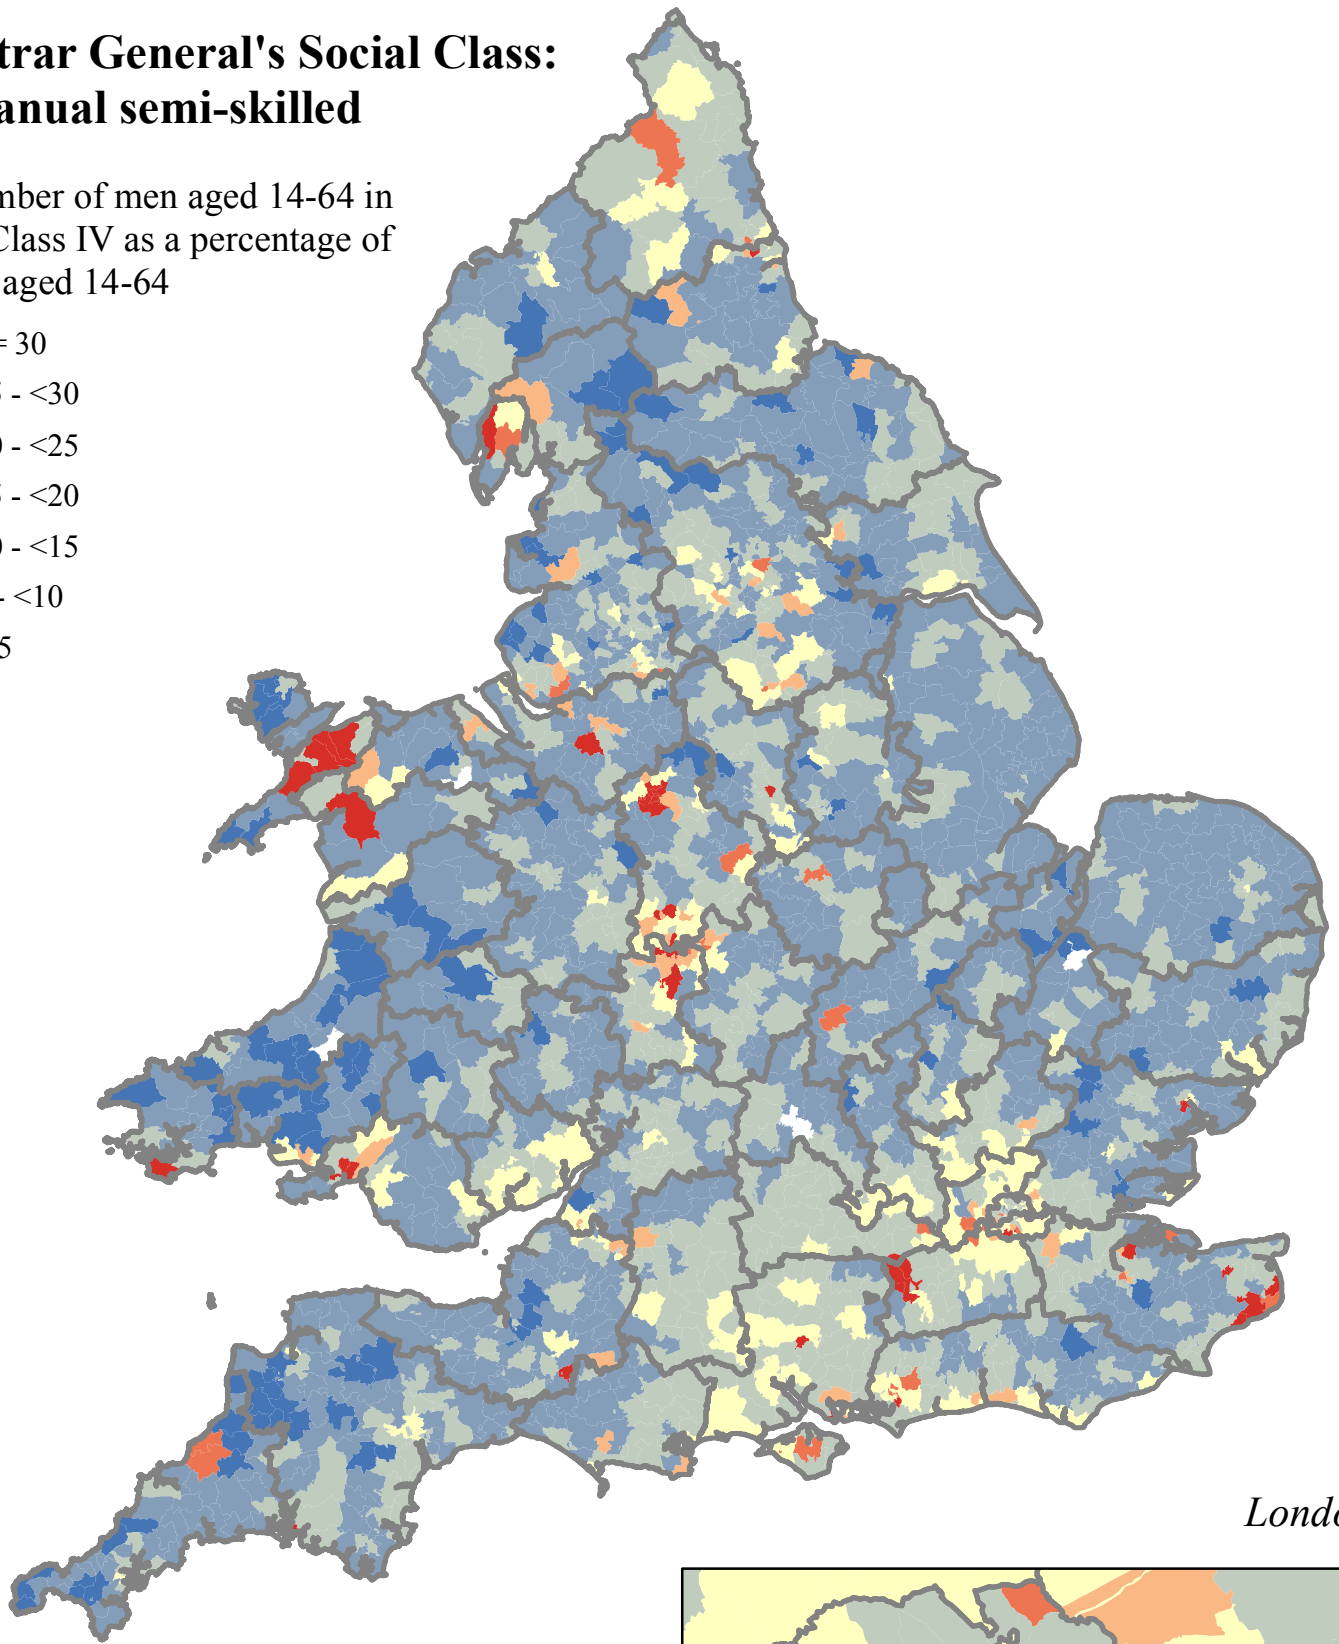 trar General's Social Class:
anual semi-skilled
mber of men aged 14-64 in
Class IV as a percentage of
aged 14-64
= 30
- <30
- <25
- <20
- <15
- <10
5
Londo